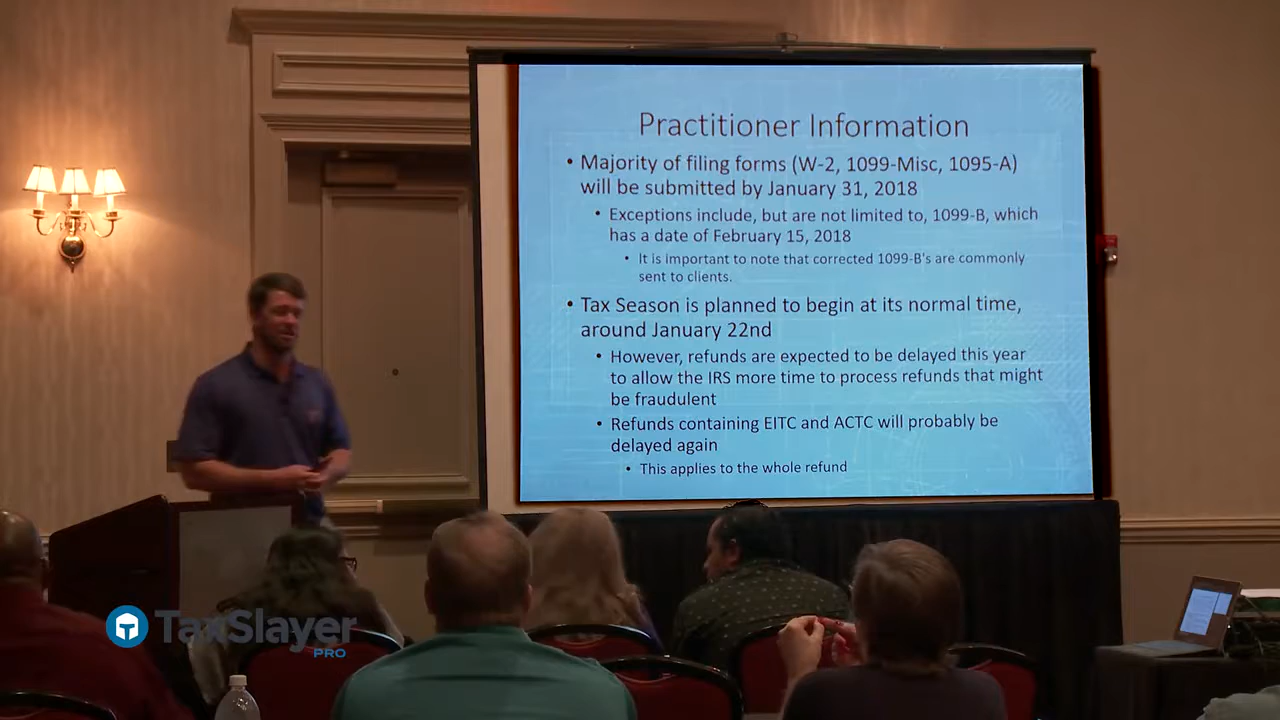 Practitioner Information
• Majority of filing forms (W-2, 1099-Misc, 1095-A)
will be submitted by January 31, 2018
• Exceptions include, but are not limited to, 1099-B, which
has a date of February 15, 2018
• It is important to note that corrected 1099-B's are commonly
sent to clients.
• Tax Season is planned to begin at its normal time,
around January 22nd
• However, refunds are expected to be delayed this year
to allow the IRS more time to process refunds that might
be fraudulent
• Refunds containing EITC and ACTC will probably be
delayed again
• This applies to the whole refund
TaxSlayer
PRO